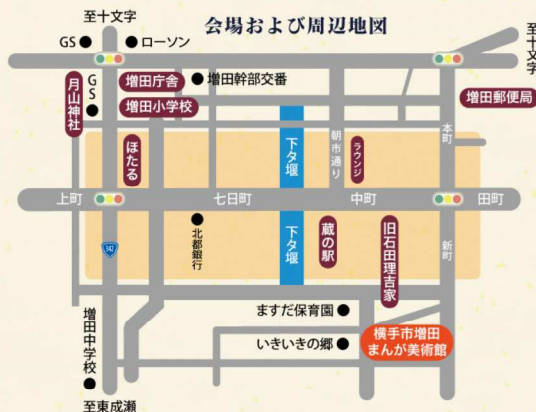 会場および周辺地図
至十文字
GS
ローソン
至十文字
月山神社
GS
増田庁舎
増田幹部交番
増田小学校
増田郵便局
ほたる
下タ堰
朝市通り
ラウンジ
本町
上町
七日町
中町
田町
342
北都銀行
下タ堰
蔵の駅
旧石田理吉家
新町
ますだ保育園
増田中学校
いきいきの郷
横手市増田
まんが美術館
至東成瀬